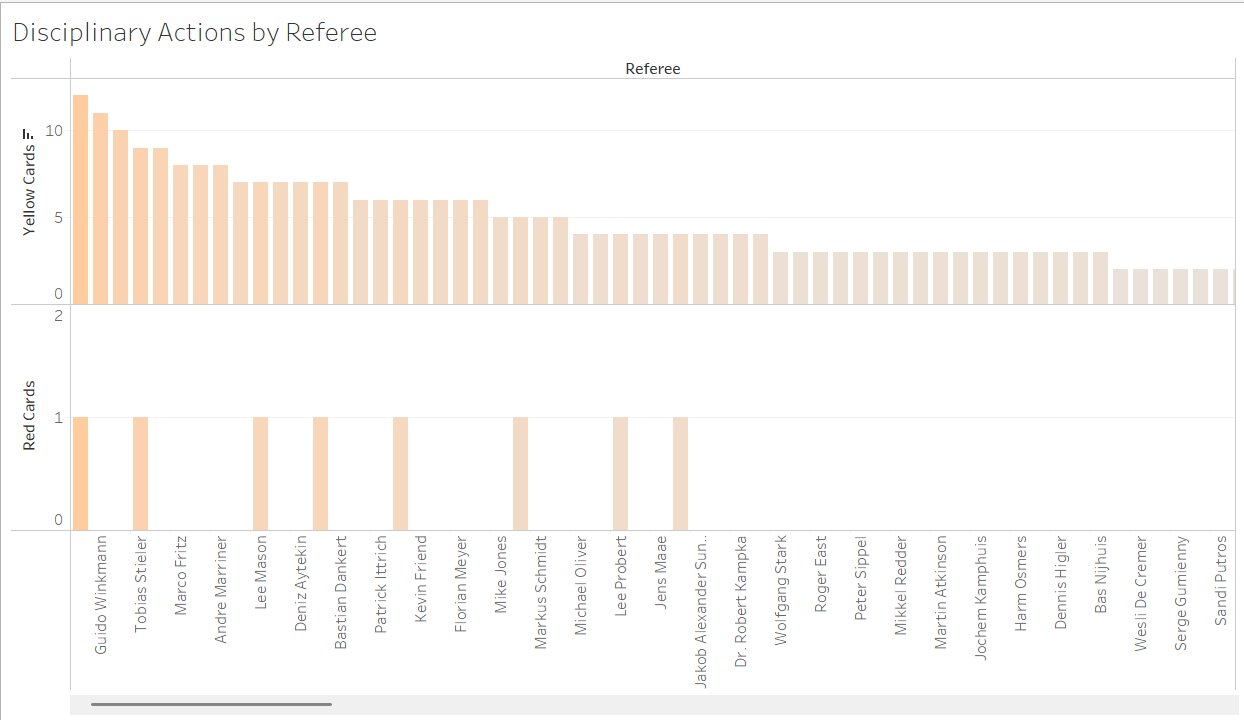 Disciplinary Actions by Referee
Referee
Yellow Cards
10
5
0
Red Cards
2
1
0
Guido Winkmann
Tobias Stieler
Marco Fritz
Andre Marriner
Lee Mason
Deniz Aytekin
Bastian Dankert
Patrick Ittrich
Kevin Friend
Florian Meyer
Mike Jones
Markus Schmidt
Michael Oliver
Lee Probert
Jens Maae
Jakob Alexander Sun..
Dr. Robert Kampka
Wolfgang Stark
Roger East
Peter Sippel
Mikkel Redder
Martin Atkinson
Jochem Kamphuis
Harm Osmers
Dennis Higler
Bas Nijhuis
Wesli De Cremer
Serge Gumienny
Sandi Putros